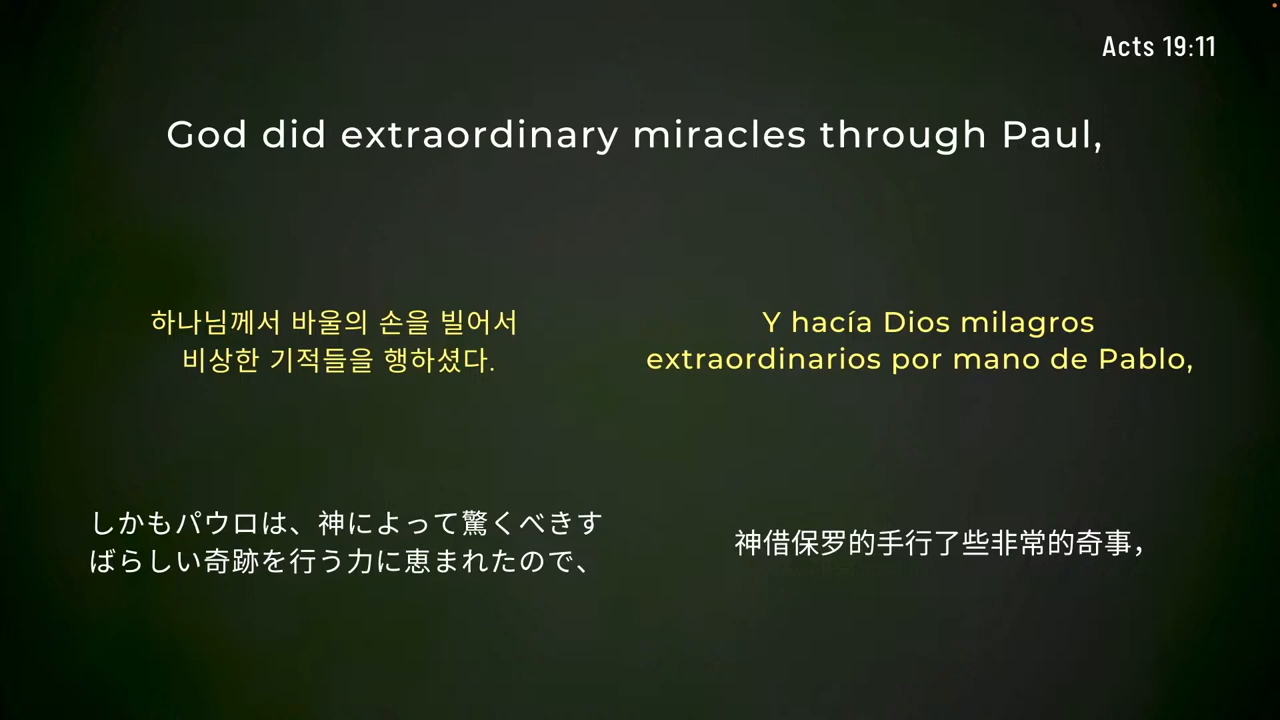 Acts 19:11
God did extraordinary miracles through Paul,
하나님께서 바울의 손을 빌어서
비상한 기적들을 행하셨다.
Y hacía Dios milagros
extraordinarios por mano de Pablo,
しかもパウロは、神によって驚くべきす
ばらしい奇跡を行う力に恵まれたので、
神借保罗的手行了些非常的奇事，